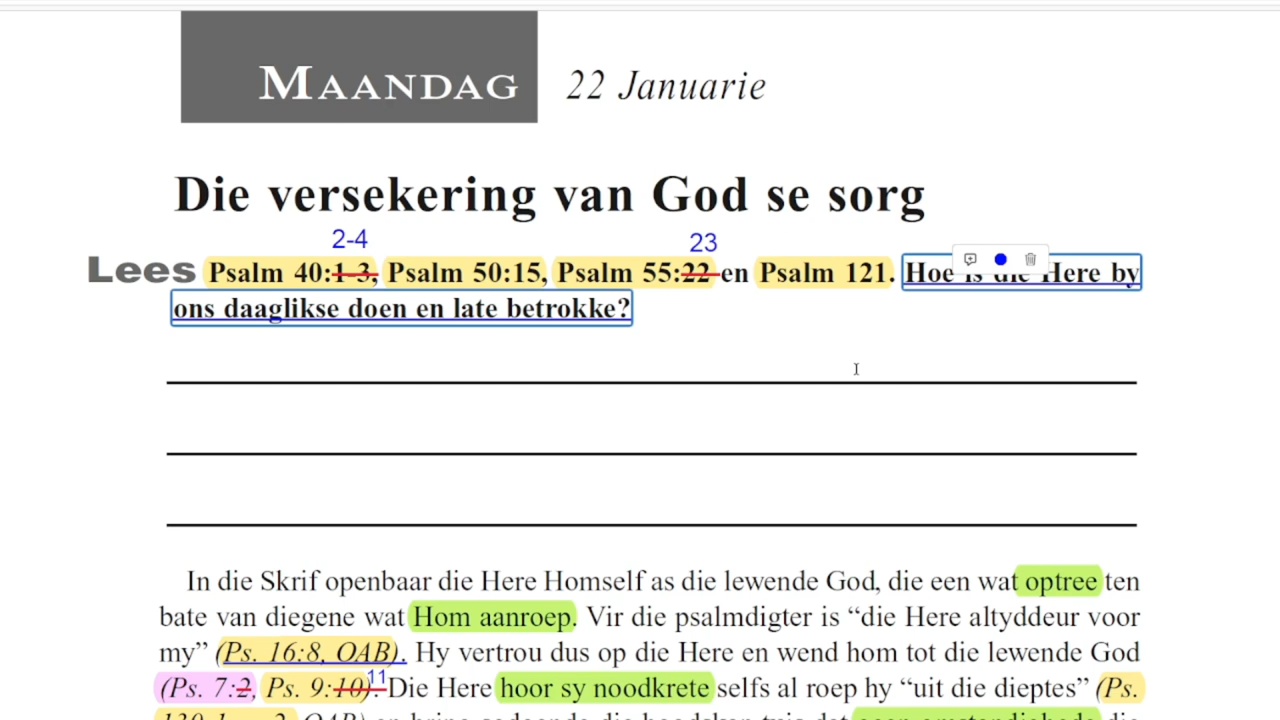 MAANDAG 22 Januarie
Die versekering van God se sorg
2-4 23
Lees Psalm 40:1-3, Psalm 50:15, Psalm 55:22 en Psalm 121. Hoe is die Here by
ons daaglikse doen en late betrokke?
In die Skrif openbaar die Here Homself as die lewende God, die een wat optree ten
bate van diegene wat Hom aanroep. Vir die psalmdigter is “die Here altyddeur voor
my” (Ps. 16:8, OAB). Hy vertrou dus op die Here en wend hom tot die lewende God
(Ps. 7:2, Ps. 9:10). 11 Die Here hoor sy noodkrete selfs al roep hy “uit die dieptes” (Ps.